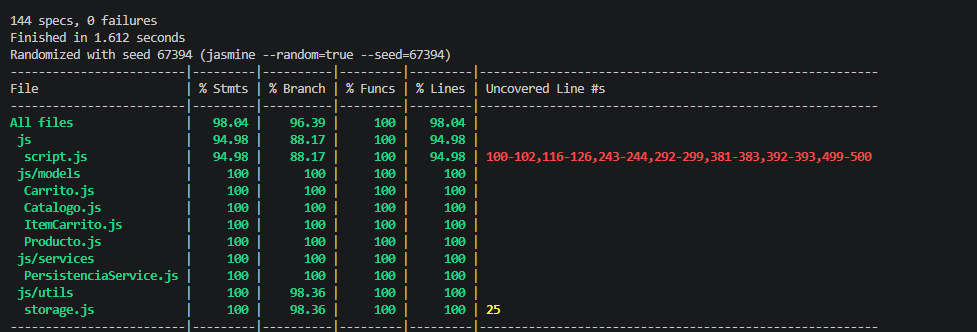 144 specs, 0 failures
Finished in 1.612 seconds
Randomized with seed 67394 (jasmine --random=true --seed=67394)
-------------------------|---------|----------|---------|---------|---------------------------------------------------------
File                     | % Stmts | % Branch | % Funcs | % Lines | Uncovered Line #s
-------------------------|---------|----------|---------|---------|---------------------------------------------------------
All files                |   98.04 |    96.39 |     100 |   98.04 |
 js                      |   94.98 |    88.17 |     100 |   94.98 |
  script.js              |   94.98 |    88.17 |     100 |   94.98 | 100-102,116-126,243-244,292-299,381-383,392-393,499-500
 js/models               |     100 |      100 |     100 |     100 |
  Carrito.js             |     100 |      100 |     100 |     100 |
  Catalogo.js            |     100 |      100 |     100 |     100 |
  ItemCarrito.js         |     100 |      100 |     100 |     100 |
  Producto.js            |     100 |      100 |     100 |     100 |
 js/services             |     100 |      100 |     100 |     100 |
  PersistenciaService.js |     100 |      100 |     100 |     100 |
 js/utils                |     100 |    98.36 |     100 |     100 |
  storage.js             |     100 |    98.36 |     100 |     100 | 25
-------------------------|---------|----------|---------|---------|---------------------------------------------------------